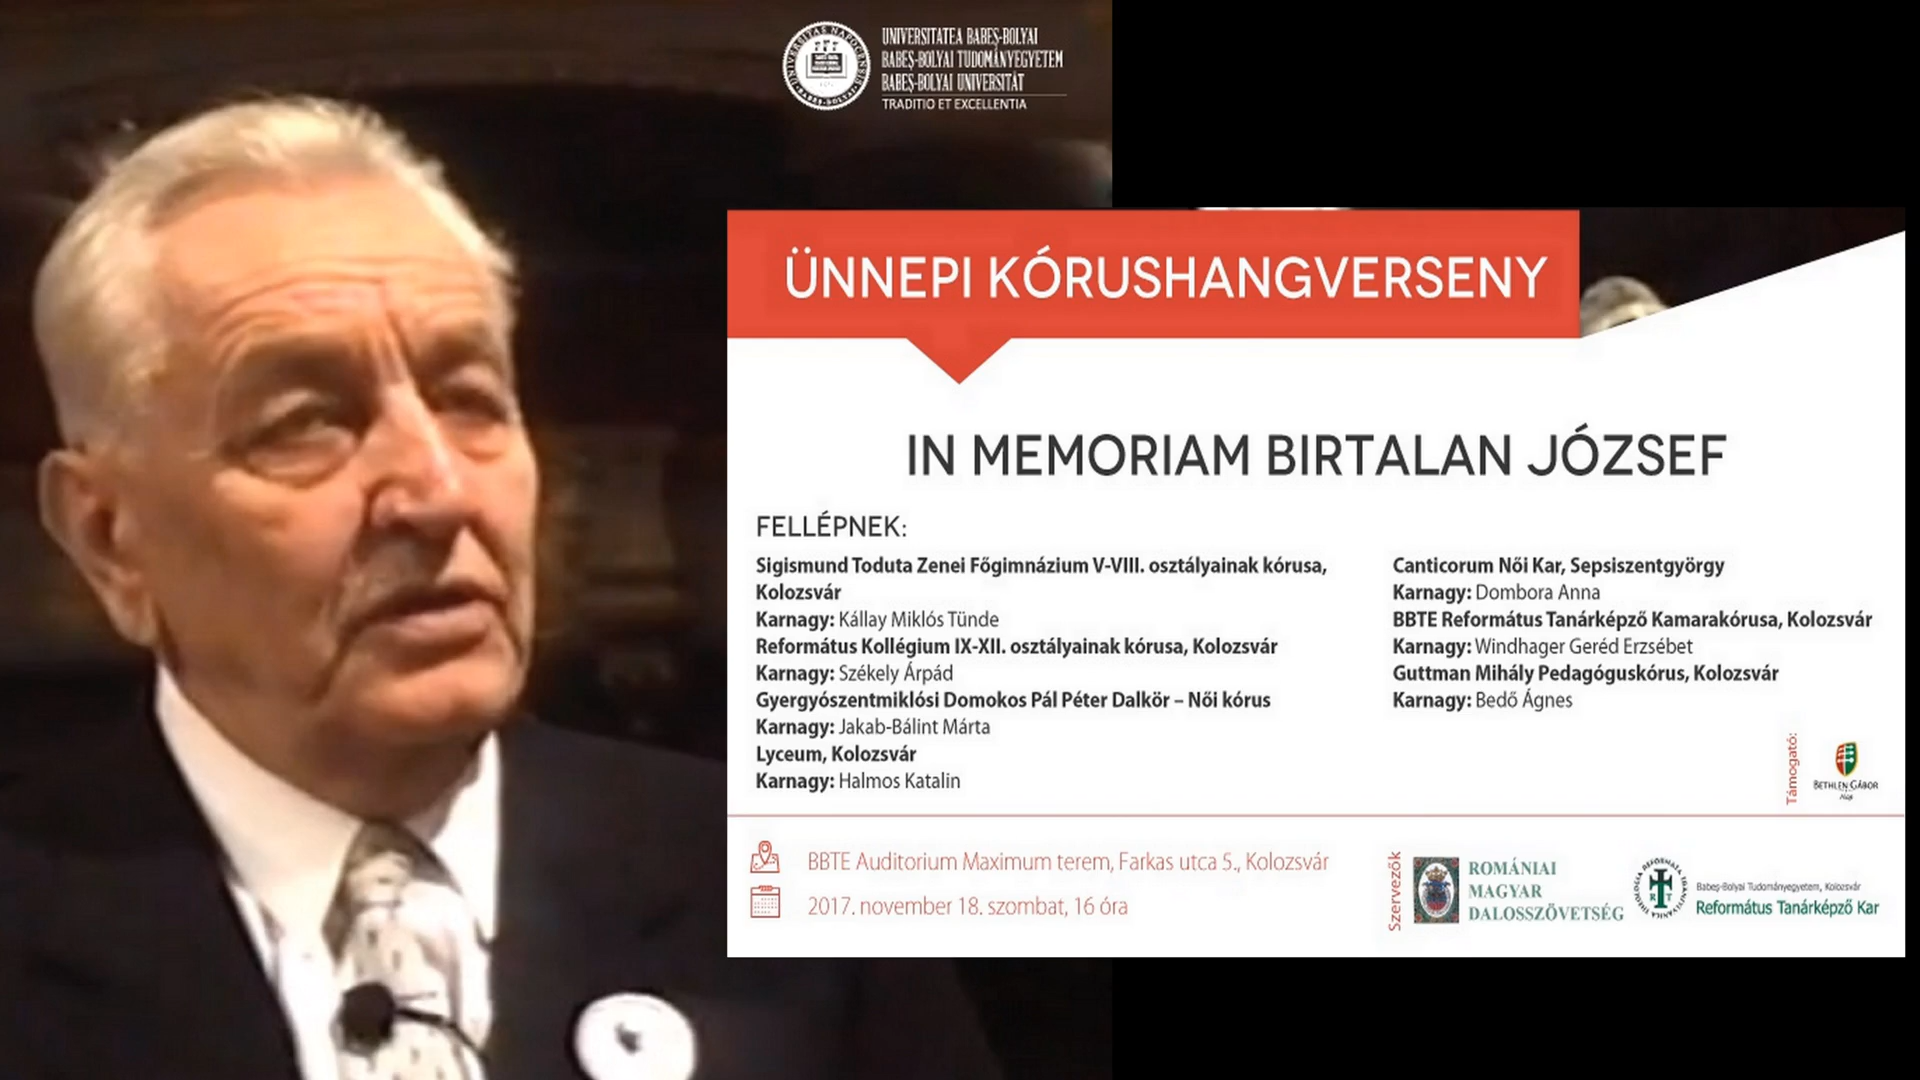 UNIVERSITATEA BABEŞ-BOLYAI
BABEŞ-BOLYAI TUDOMÁNYEGYETEM
BABEŞ-BOLYAI UNIVERSITÄT
TRADITIO ET EXCELLENTIA
ÜNNEPI KÓRUSHANGVERSENY
IN MEMORIAM BIRTALAN JÓZSEF
FELLÉPNEK:
Sigismund Toduta Zenei Főgimnázium V-VIII. osztályainak kórusa,
Kolozsvár
Karnagy: Kállay Miklós Tünde
Református Kollégium IX-XII. osztályainak kórusa, Kolozsvár
Karnagy: Székely Árpád
Gyergyószentmiklósi Domokos Pál Péter Dalkör – Női kórus
Karnagy: Jakab-Bálint Márta
Lyceum, Kolozsvár
Karnagy: Halmos Katalin
Canticorum Női Kar, Sepsiszentgyörgy
Karnagy: Dombora Anna
BBTE Református Tanárképző Kamarakórusa, Kolozsvár
Karnagy: Windhager Geréd Erzsébet
Guttman Mihály Pedagóguskórus, Kolozsvár
Karnagy: Bedő Ágnes
Támogató:
BETHLEN GÁBOR
Alap
BBTE Auditorium Maximum terem, Farkas utca 5., Kolozsvár
2017. november 18. szombat, 16 óra
Szervezők
ROMÁNIAI
MAGYAR
DALOSSZÖVETSÉG
Babeş-Bolyai Tudományegyetem, Kolozsvár
Református Tanárképző Kar